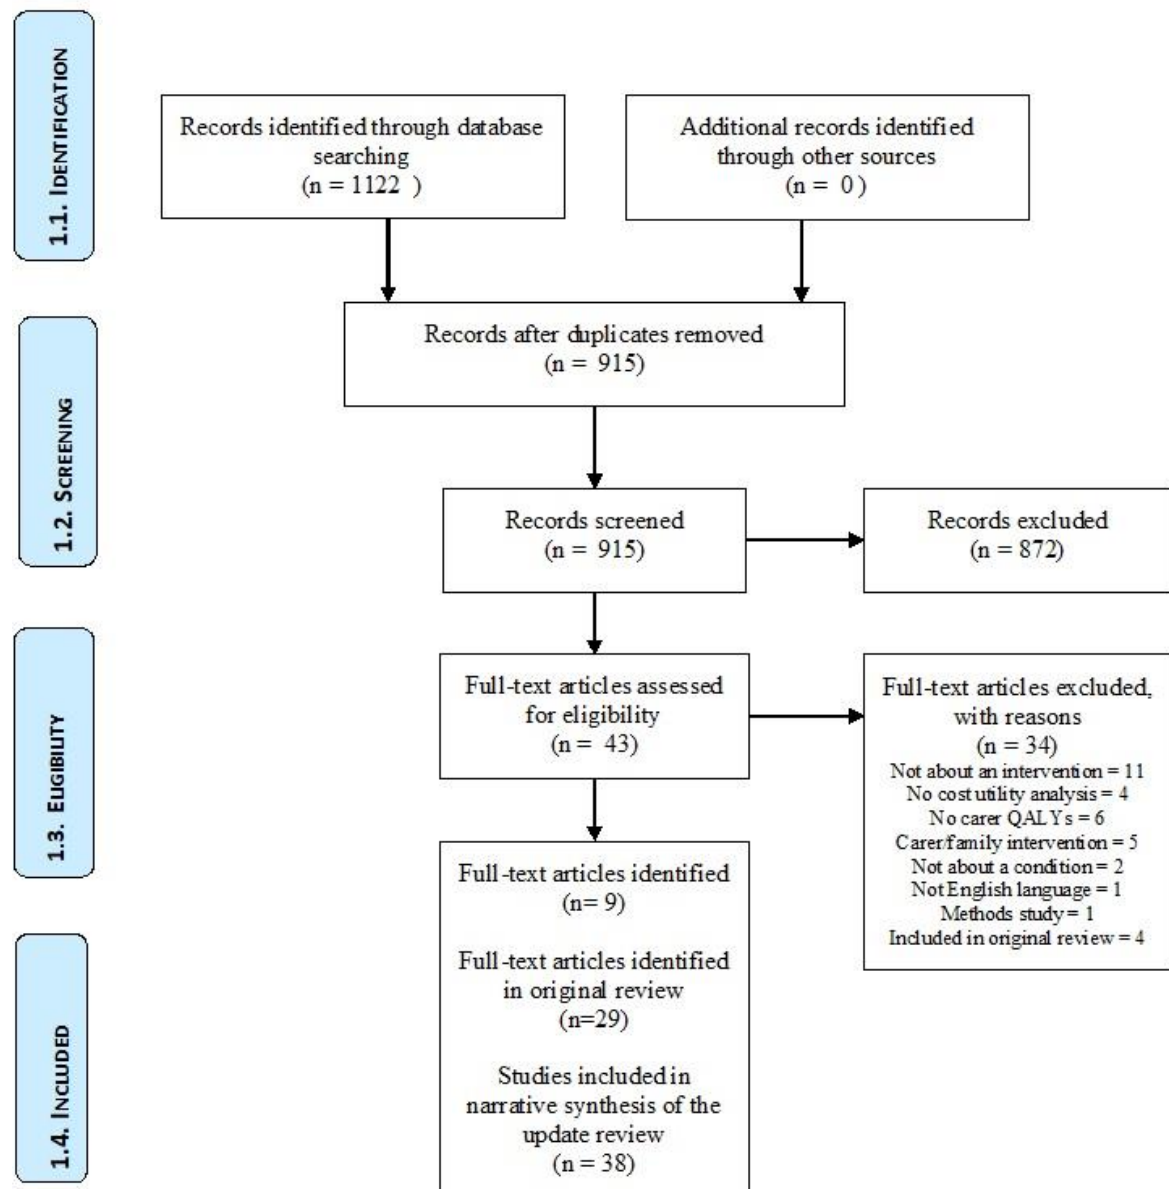 1.1. IDENTIFICATION
Records identified through database
searching
(n = 1122 )
Additional records identified
through other sources
(n = 0 )
1.2. SCREENING
Records after duplicates removed
(n = 915)
Records screened
(n = 915)
Records excluded
(n = 872)
1.3. ELIGIBILITY
Full-text articles assessed
for eligibility
(n = 43)
Full-text articles excluded,
with reasons
(n = 34)
Not about an intervention = 11
No cost utility analysis = 4
No carer QALYs = 6
Carer/family intervention = 5
Not about a condition = 2
Not English language = 1
Methods study = 1
Included in original review = 4
1.4. INCLUDED
Full-text articles identified
(n= 9)
Full-text articles identified
in original review
(n=29)
Studies included in
narrative synthesis of the
update review
(n = 38)